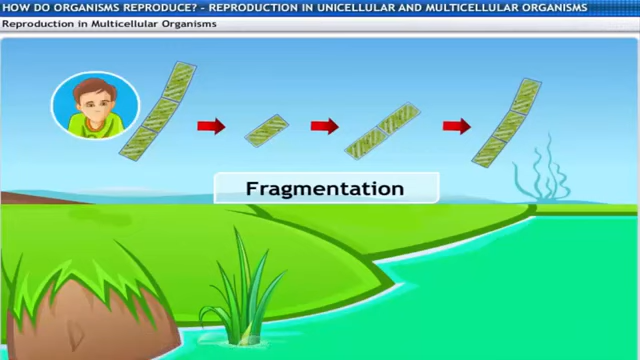 HOW DO ORGANISMS REPRODUCE? - REPRODUCTION IN UNICELLULAR AND MULTICELLULAR ORGANISMS
Reproduction in Multicellular Organisms
Fragmentation